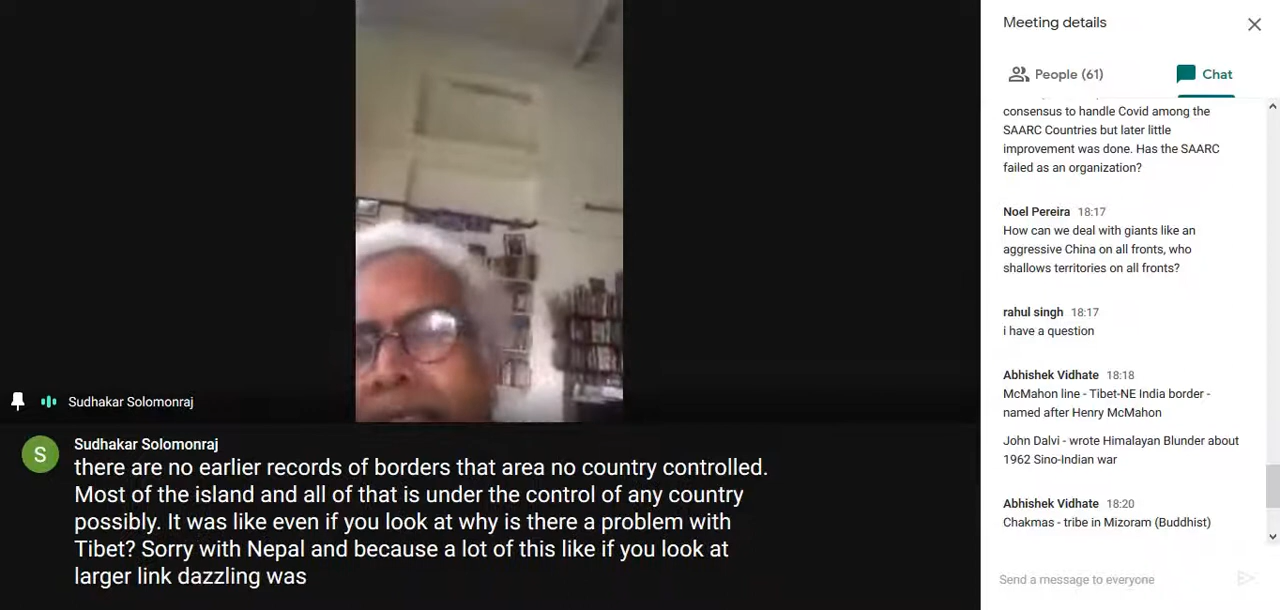 Meeting details
People (61)
Chat
consensus to handle Covid among the
SAARC Countries but later little
improvement was done. Has the SAARC
failed as an organization?
Noel Pereira 18:17
How can we deal with giants like an
aggressive China on all fronts, who
shallows territories on all fronts?
rahul singh 18:17
i have a question
Abhishek Vidhate 18:18
McMahon line - Tibet-NE India border -
named after Henry McMahon
John Dalvi - wrote Himalayan Blunder about
1962 Sino-Indian war
Abhishek Vidhate 18:20
Chakmas - tribe in Mizoram (Buddhist)
Send a message to everyone
Sudhakar Solomonraj
S
Sudhakar Solomonraj
there are no earlier records of borders that area no country controlled.
Most of the island and all of that is under the control of any country
possibly. It was like even if you look at why is there a problem with
Tibet? Sorry with Nepal and because a lot of this like if you look at
larger link dazzling was